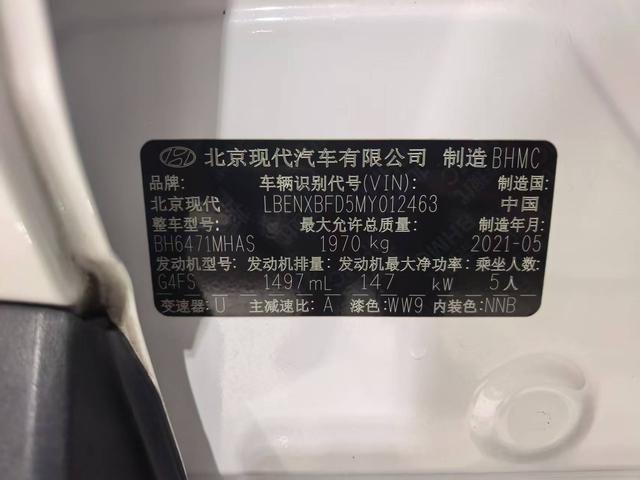 北京现代汽车有限公司 制造 BHMC
品牌: 车辆识别代号(VIN): 制造国:
北京现代 LBENXBFD5MY012463 中国
整车型号: 最大允许总质量: 制造年月:
BH6471MHAS 1970 kg 2021-05
发动机型号: 发动机排量: 发动机最大净功率: 乘坐人数:
G4FS 1497 mL 147 kW 5人
变速器: U 主减速比: A 漆色: WW9 内装色: NNB